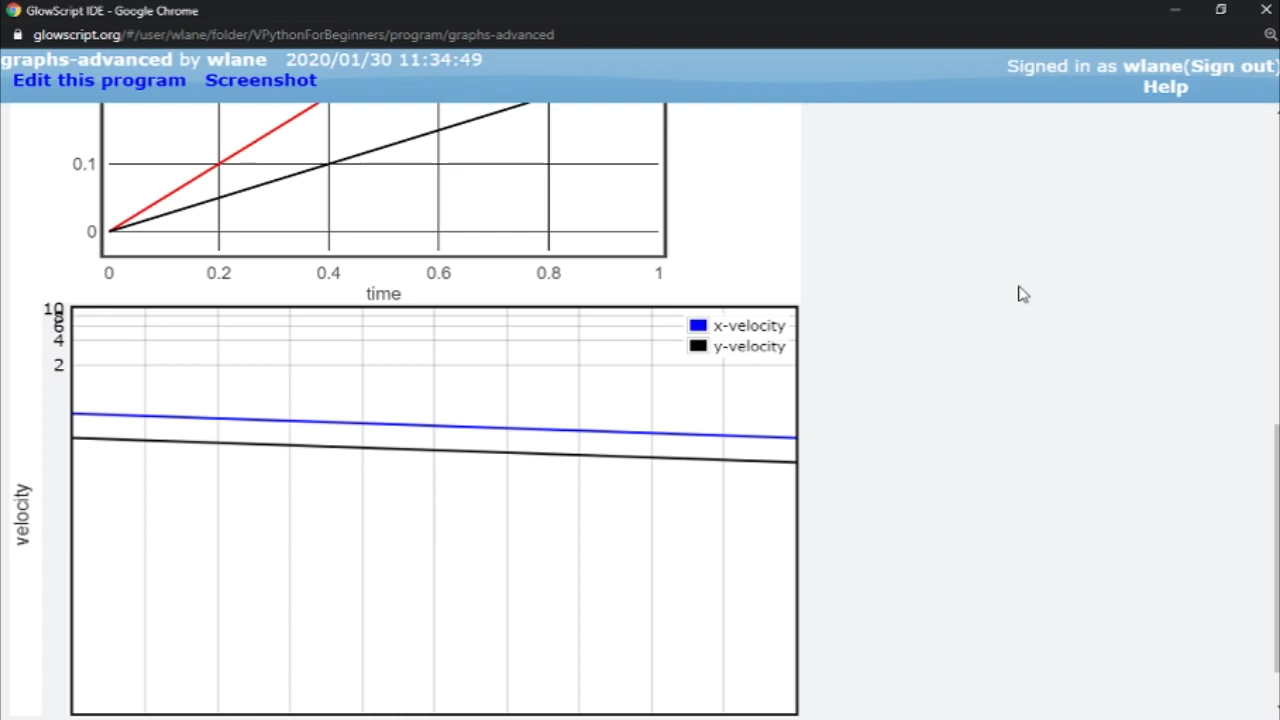 GlowScript IDE - Google Chrome
glowscript.org/#/user/wlane/folder/VPythonForBeginners/program/graphs-advanced
graphs-advanced by wlane 2020/01/30 11:34:49
Signed in as wlane(Sign out)
Edit this program Screenshot
Help
0.1
0
0 0.2 0.4 0.6 0.8 1
time
10
8
6
4
2
x-velocity
y-velocity
velocity